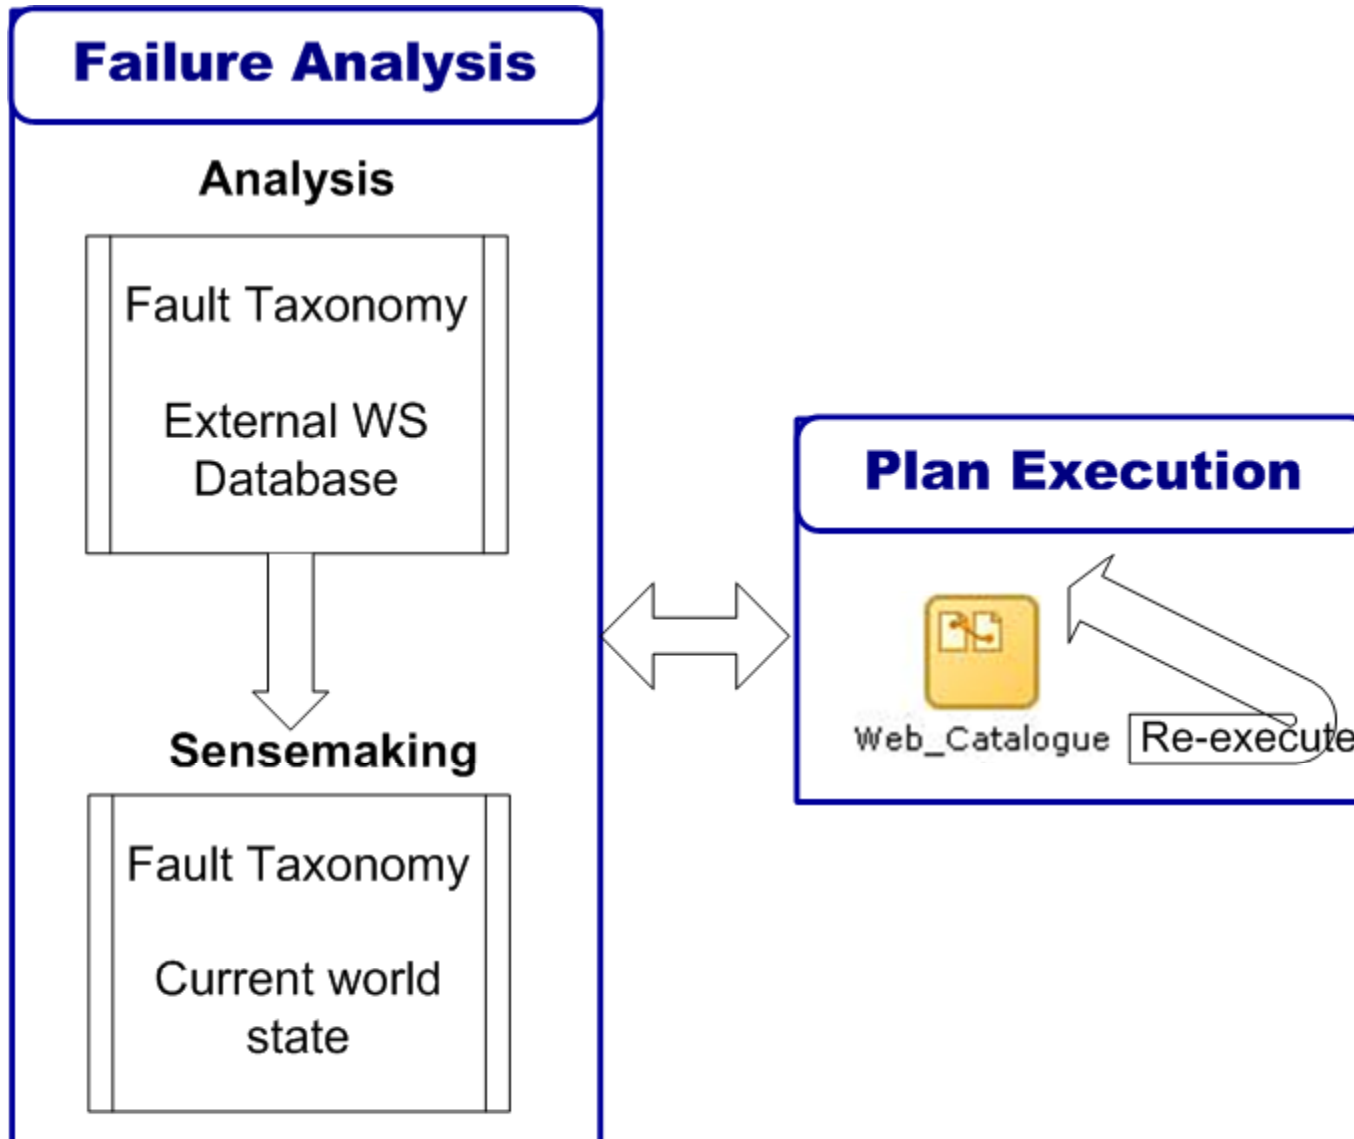 Failure Analysis
Analysis
Fault Taxonomy
External WS
Database
Sensemaking
Fault Taxonomy
Current world
state
Plan Execution
Web_Catalogue
Re-execute